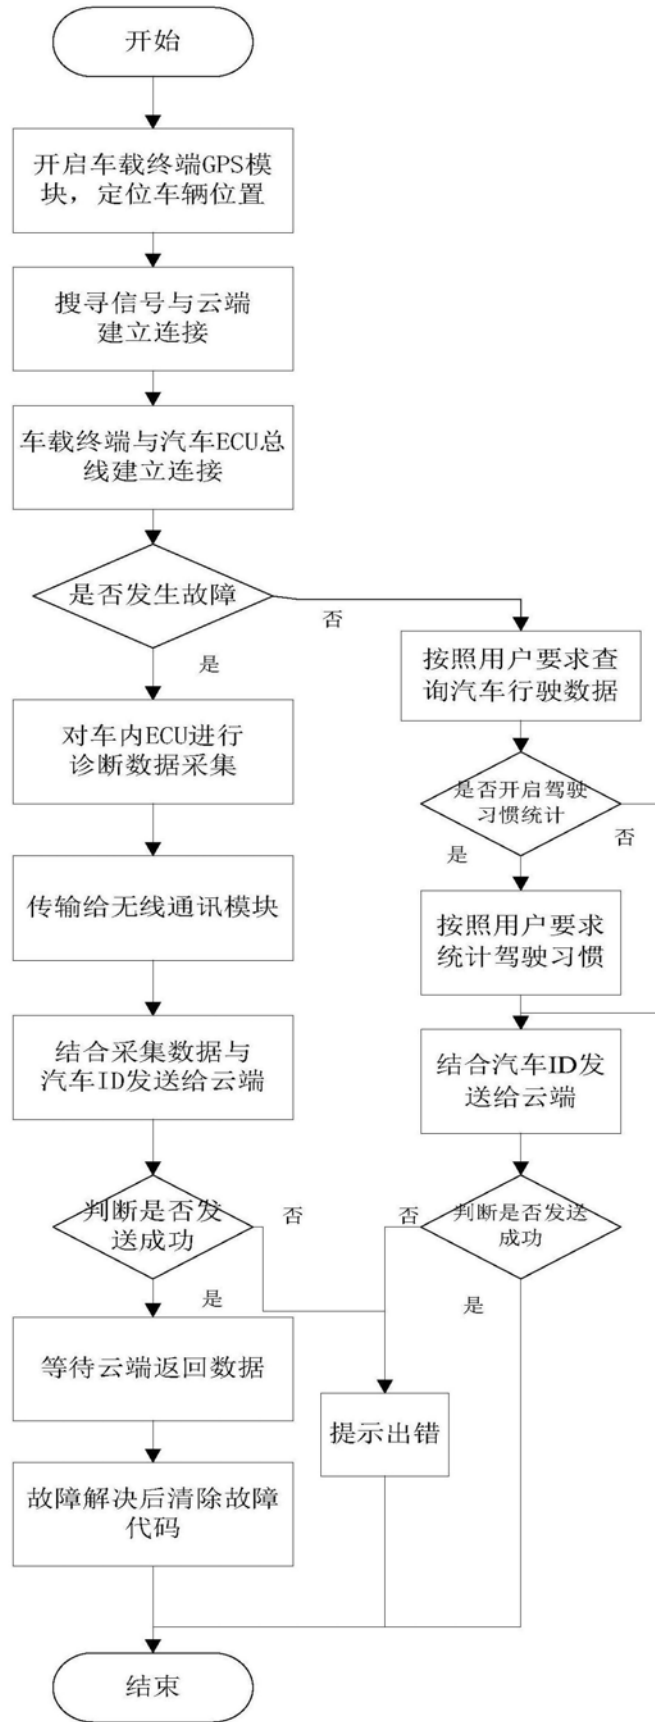 开始
开启车载终端GPS模
块，定位车辆位置
搜寻信号与云端
建立连接
车载终端与汽车ECU总
线建立连接
是否发生故障
否
是
按照用户要求查
询汽车行驶数据
对车内ECU进行
诊断数据采集
是否开启驾驶
习惯统计
否
是
传输给无线通讯模块
按照用户要求
统计驾驶习惯
结合采集数据与
汽车ID发送给云端
结合汽车ID发
送给云端
判断是否发
送成功
否
否
判断是否发送
成功
是
是
等待云端返回数据
提示出错
故障解决后清除故障
代码
结束